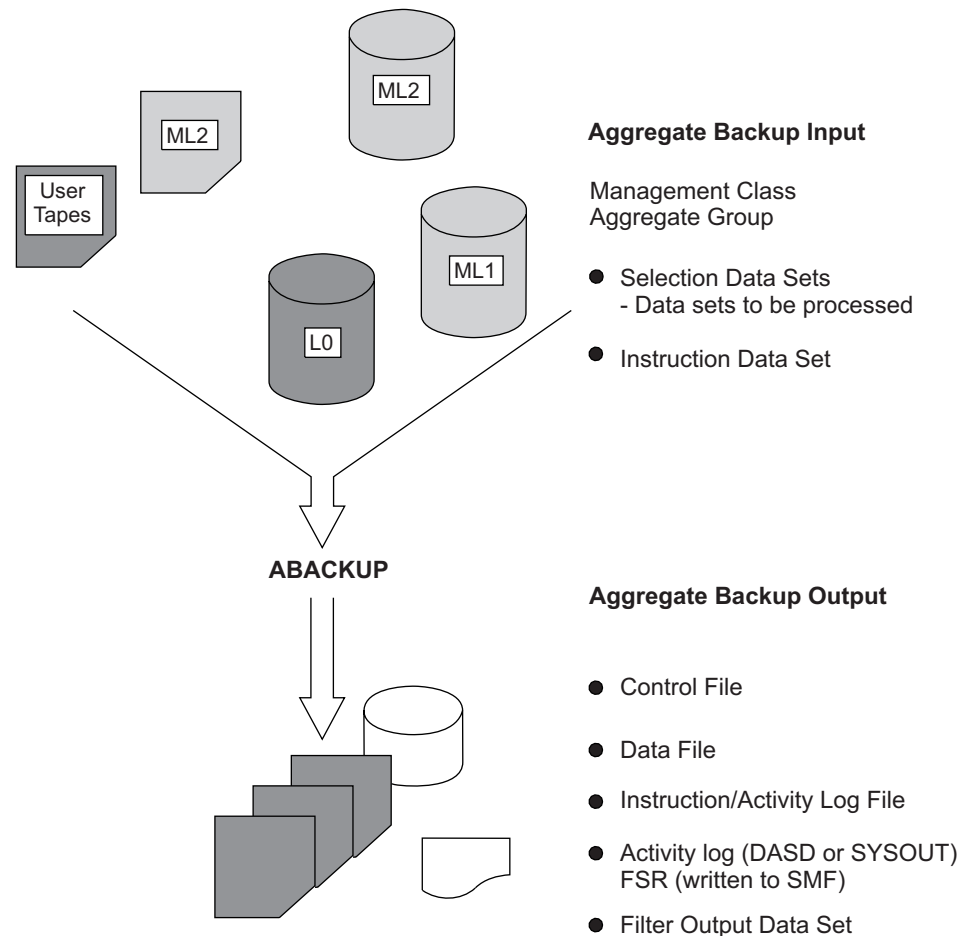 ML2
ML2
User
Tapes
ML1
L0
Aggregate Backup Input
Management Class
Aggregate Group
● Selection Data Sets
- Data sets to be processed
● Instruction Data Set
ABACKUP
Aggregate Backup Output
● Control File
● Data File
● Instruction/Activity Log File
● Activity log (DASD or SYSOUT)
FSR (written to SMF)
● Filter Output Data Set